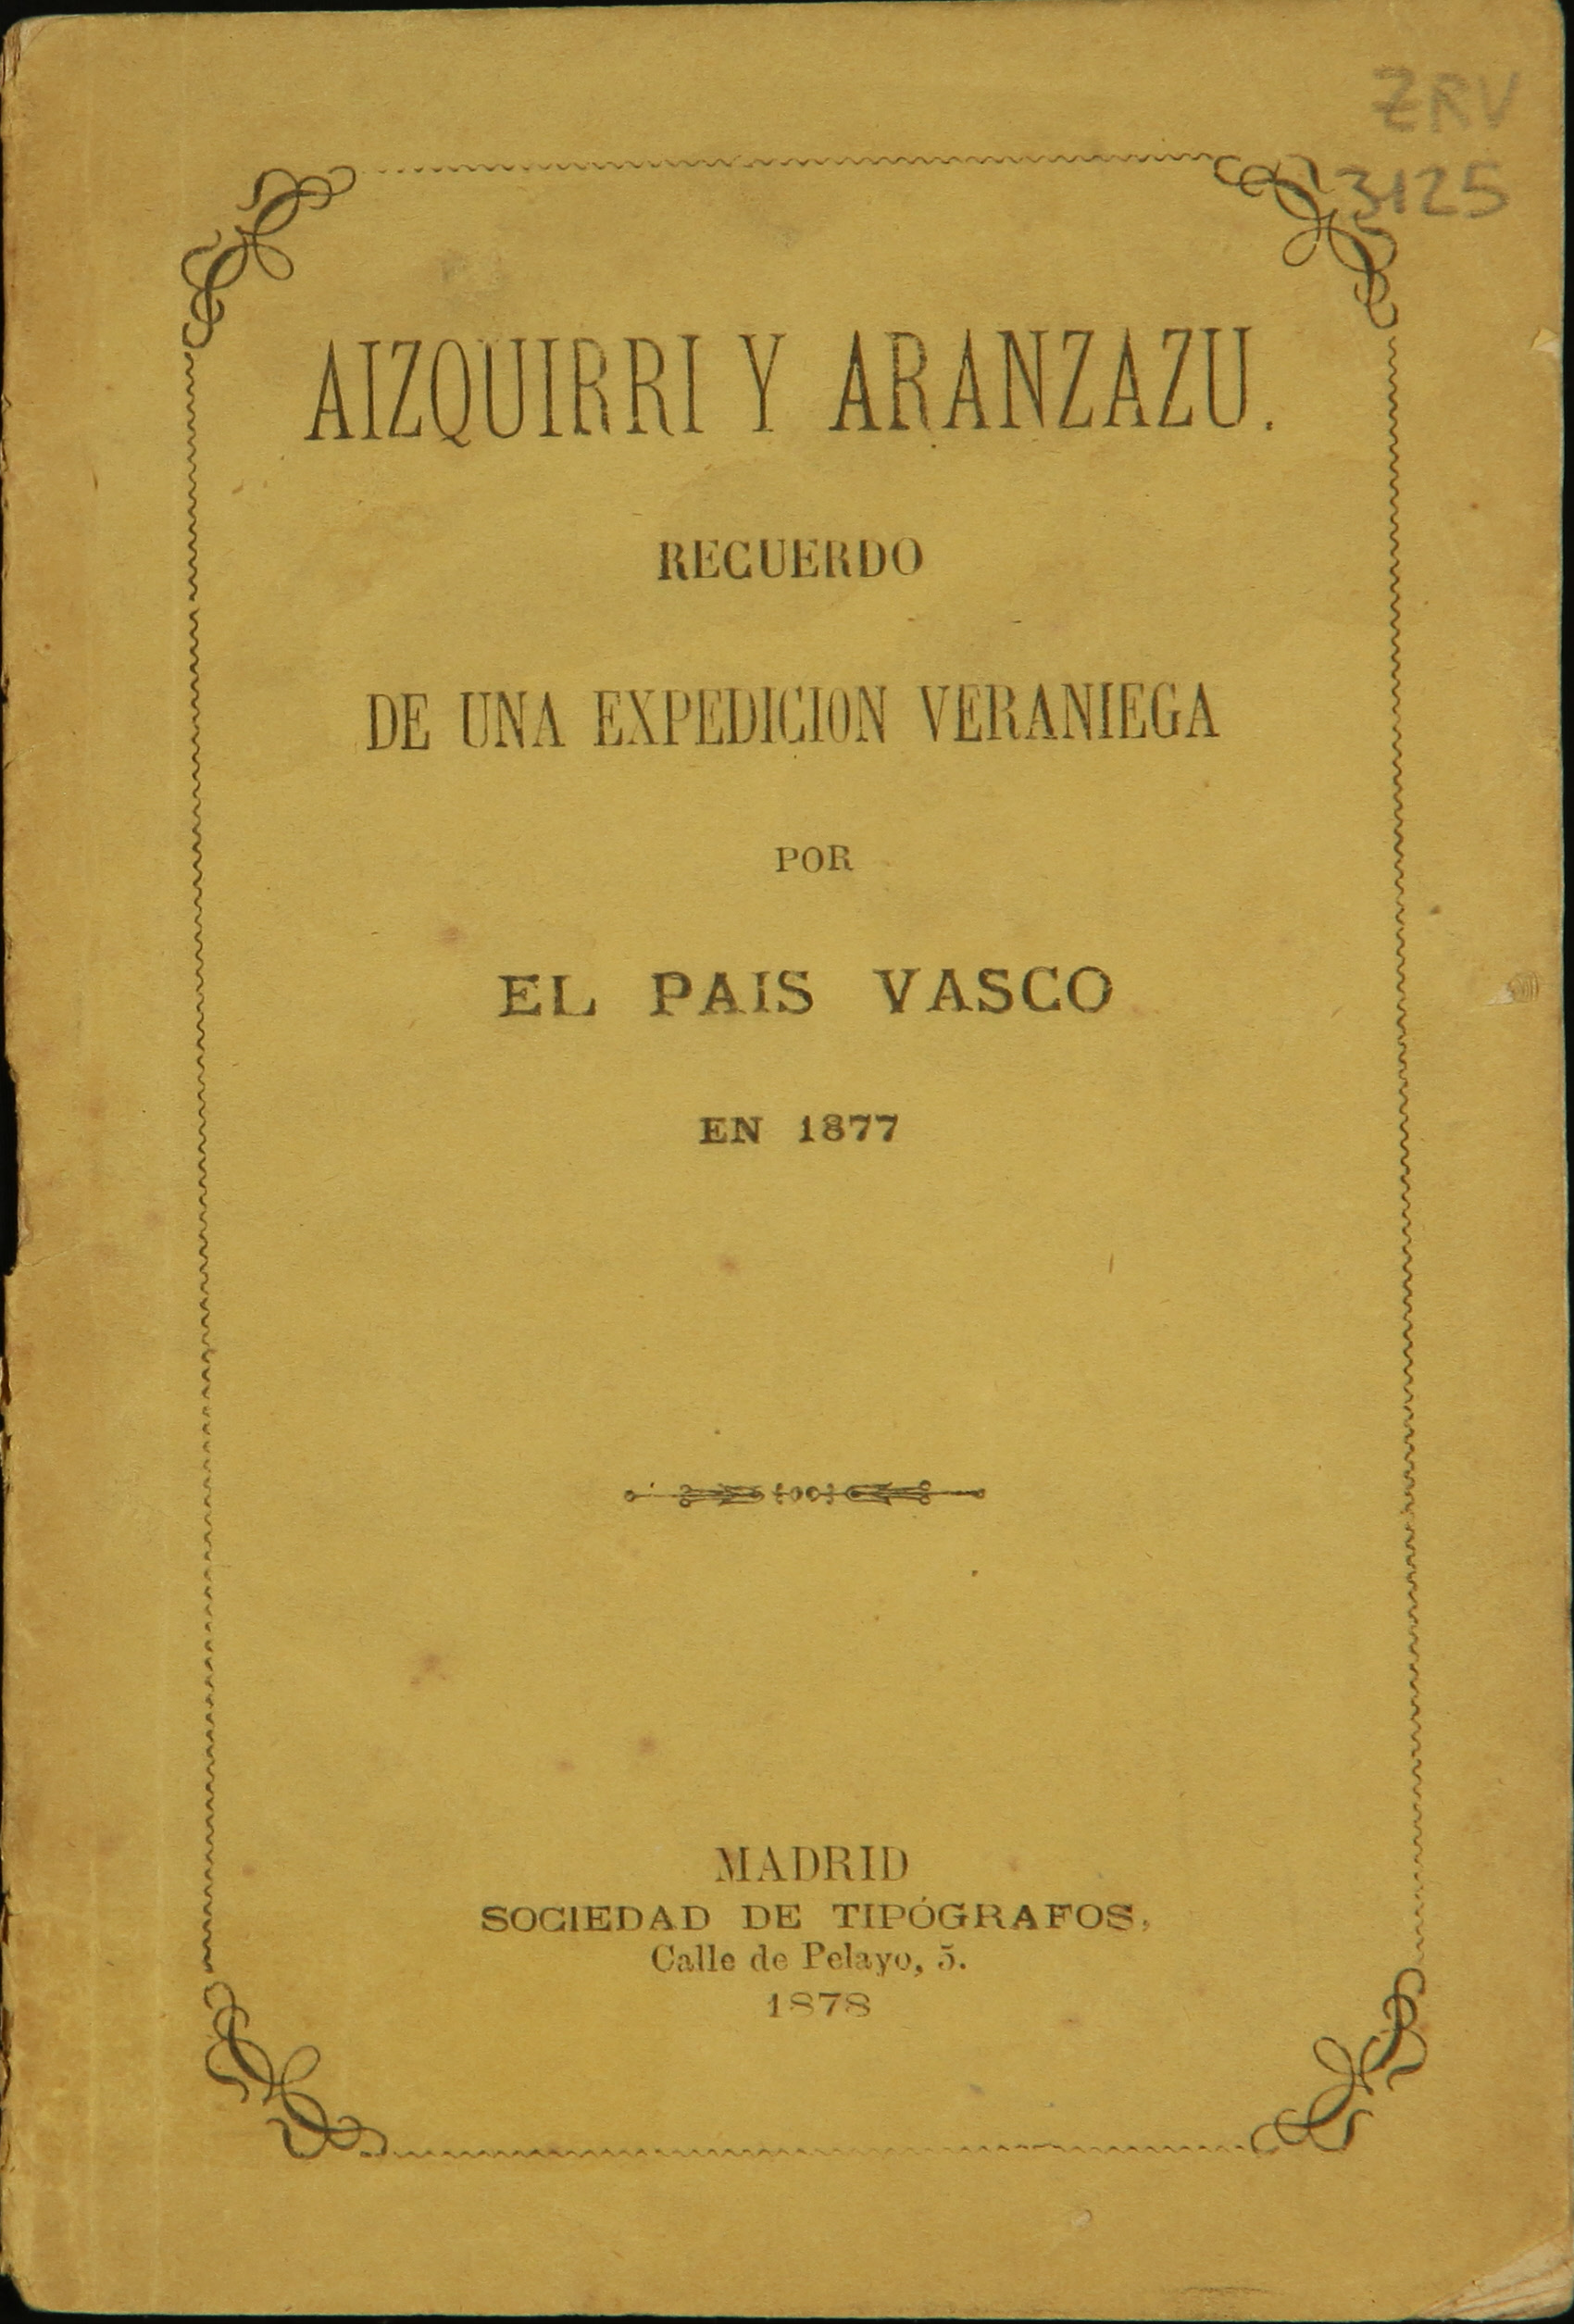 ZRV
3125
AIZQUIRRI Y ARANZAZU.
RECUERDO
DE UNA EXPEDICION VERANIEGA
POR
EL PAIS VASCO
EN 1877
MADRID
SOCIEDAD DE TIPÓGRAFOS,
Calle de Pelayo, 5.
1878